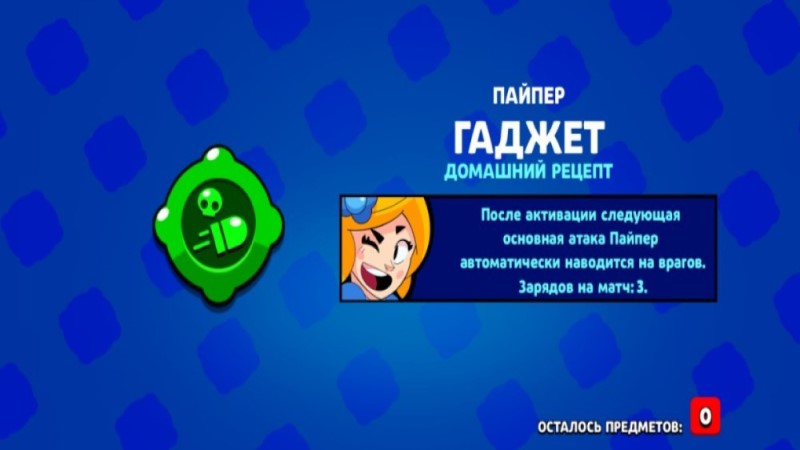 ПАЙПЕР
ГАДЖЕТ
ДОМАШНИЙ РЕЦЕПТ
После активации следующая
основная атака Пайпер
автоматически наводится на врагов.
Зарядов на матч: 3.
ОСТАЛОСЬ ПРЕДМЕТОВ: 0